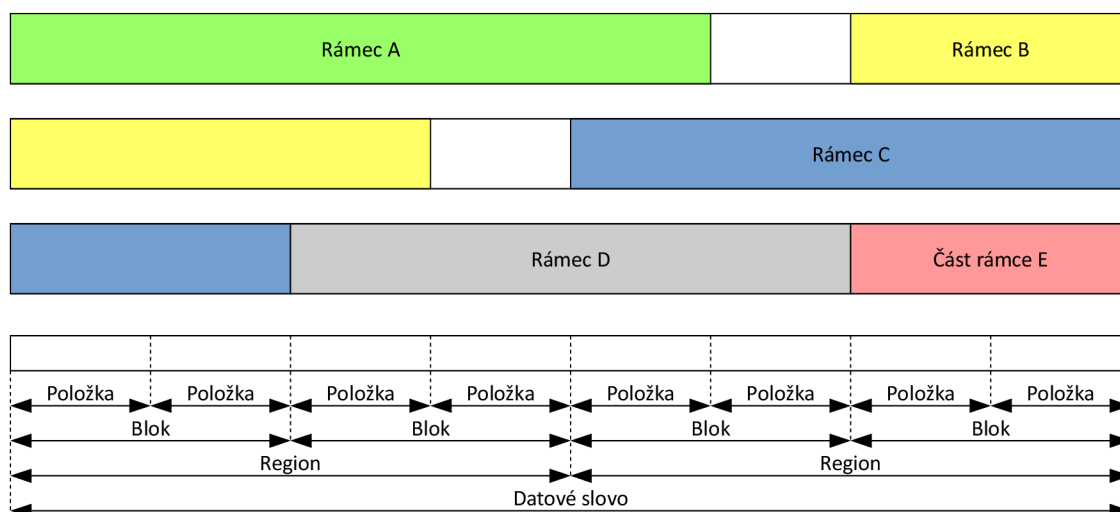 Rámec A
Rámec B
Rámec C
Rámec D
Část rámce E
Položka Položka Položka Položka Položka Položka Položka Položka
Blok Blok Blok Blok
Region Region
Datové slovo